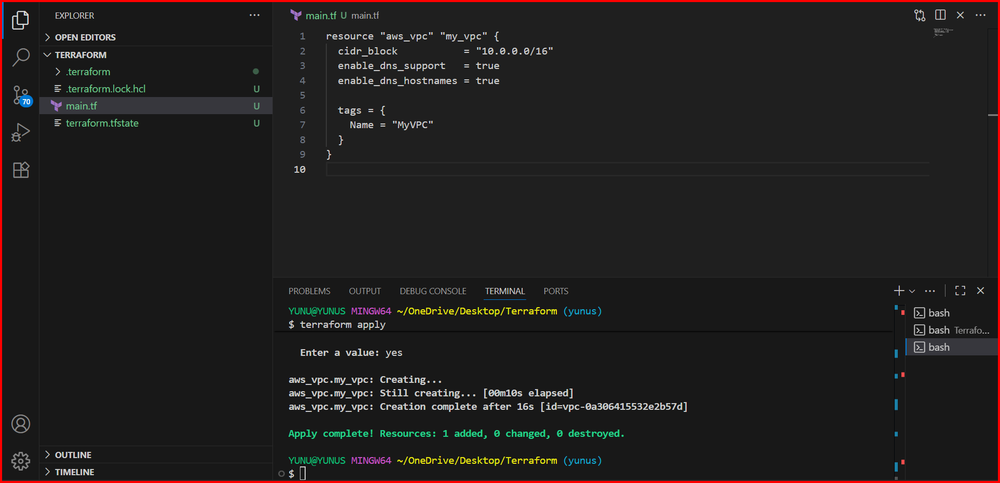 EXPLORER
OPEN EDITORS
TERRAFORM
.terraform
.terraform.lock.hcl U
main.tf U
terraform.tfstate U
70
OUTLINE
TIMELINE
main.tf U main.tf
1 resource "aws_vpc" "my_vpc" {
2 cidr_block = "10.0.0.0/16"
3 enable_dns_support = true
4 enable_dns_hostnames = true
5
6 tags = {
7 Name = "MyVPC"
8 }
9 }
10
PROBLEMS OUTPUT DEBUG CONSOLE TERMINAL PORTS
YUNU@YUNUS MINGW64 ~/OneDrive/Desktop/Terraform (yunus)
$ terraform apply
Enter a value: yes
aws_vpc.my_vpc: Creating...
aws_vpc.my_vpc: Still creating... [00m10s elapsed]
aws_vpc.my_vpc: Creation complete after 16s [id=vpc-0a306415532e2b57d]
Apply complete! Resources: 1 added, 0 changed, 0 destroyed.
YUNU@YUNUS MINGW64 ~/OneDrive/Desktop/Terraform (yunus)
$
bash
bash Terrafo...
bash